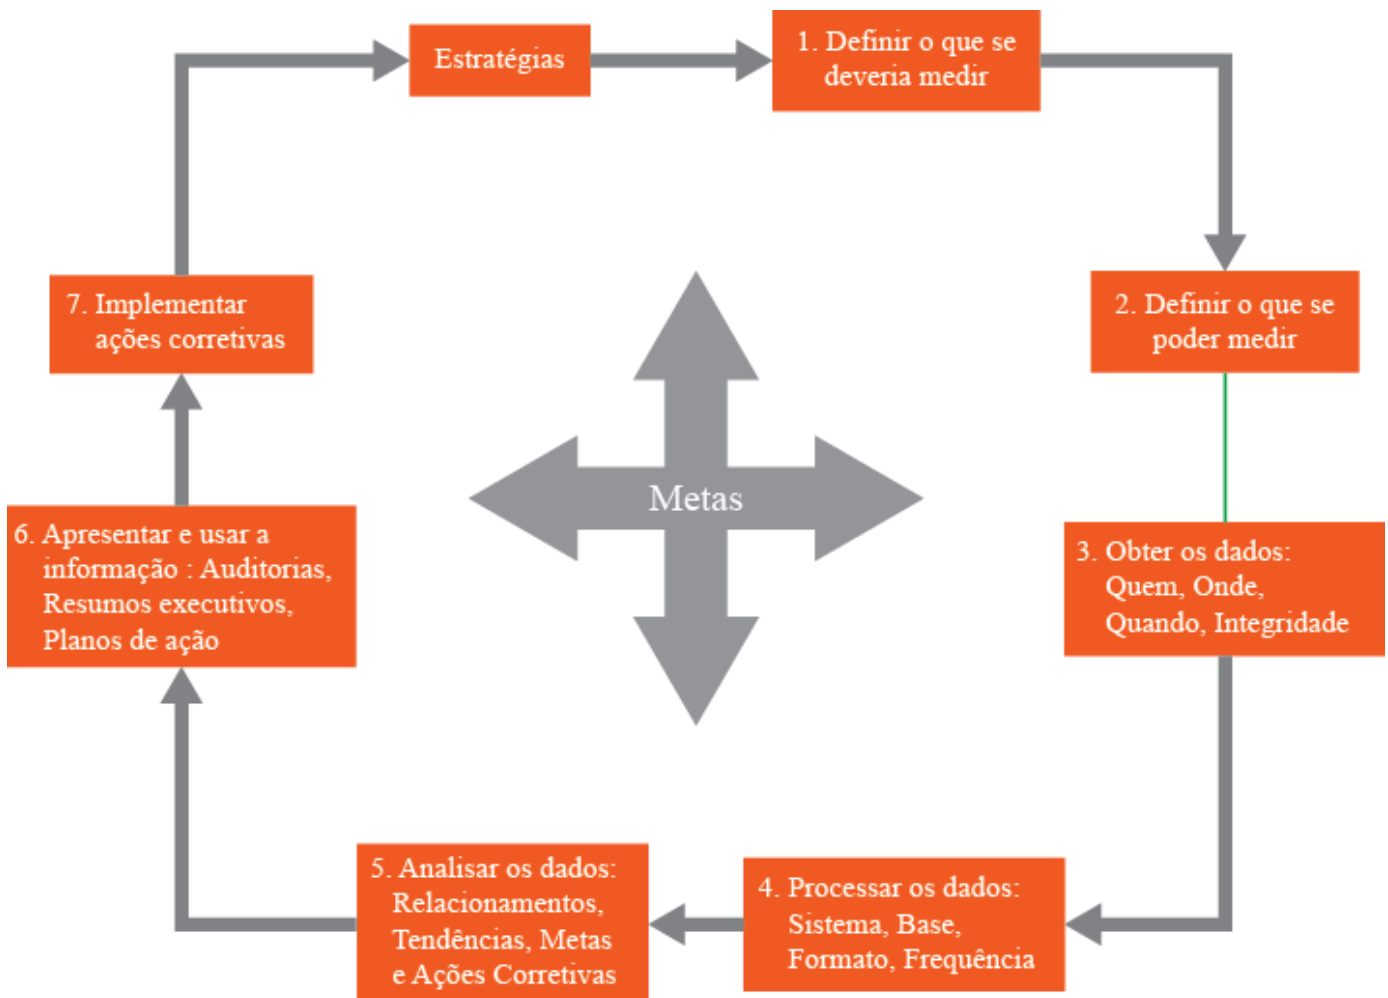 Estratégias
1. Definir o que se
deveria medir
2. Definir o que se
poder medir
3. Obter os dados:
Quem, Onde,
Quando, Integridade
4. Processar os dados:
Sistema, Base,
Formato, Frequência
5. Analisar os dados:
Relacionamentos,
Tendências, Metas
e Ações Corretivas
6. Apresentar e usar a
informação : Auditorias,
Resumos executivos,
Planos de ação
7. Implementar
ações corretivas
Metas